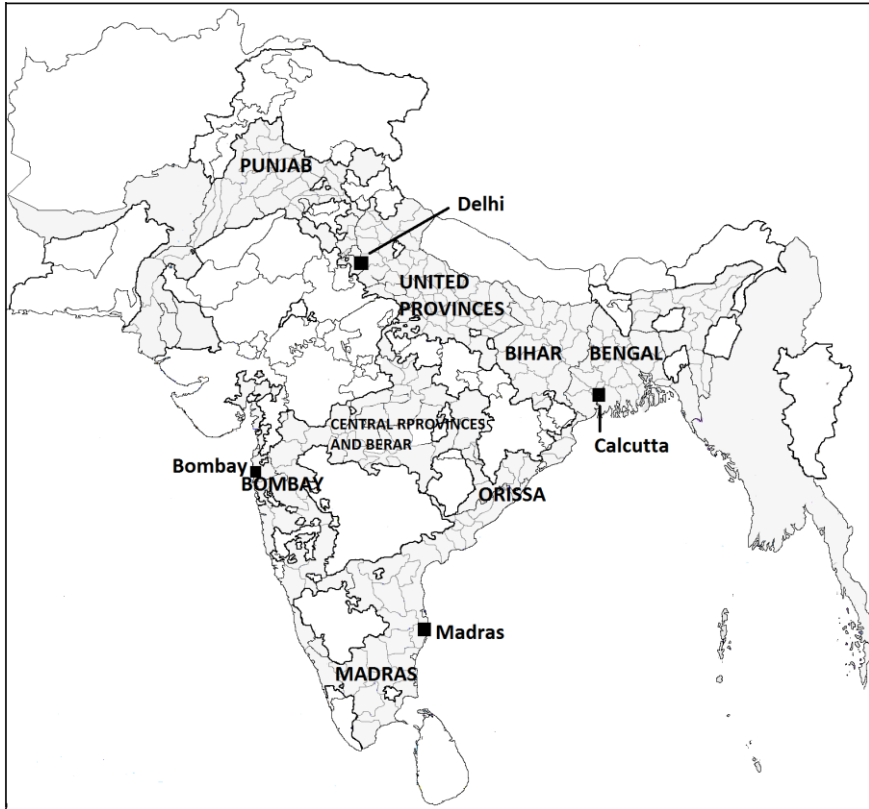 PUNJAB
Delhi
UNITED
PROVINCES
BIHAR
BENGAL
CENTRAL RPROVINCES
AND BERAR
Calcutta
Bombay
BOMBAY
ORISSA
Madras
MADRAS